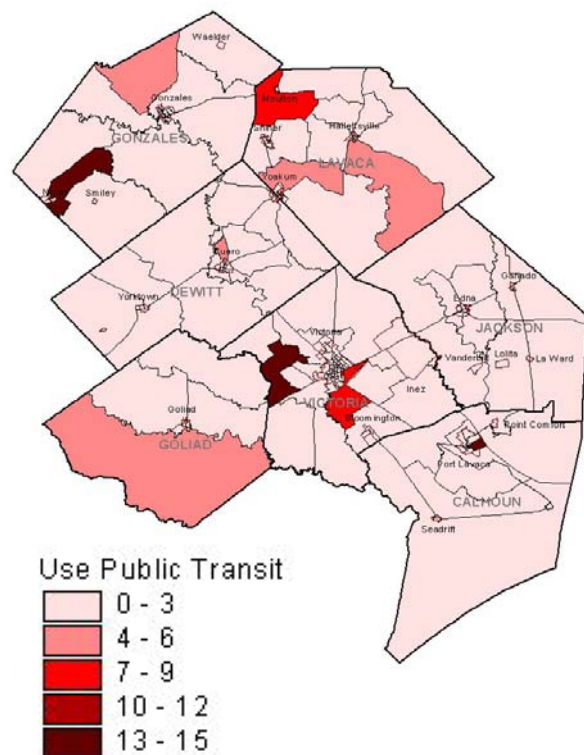 Waelder
Gonzales
GONZALES
Moulton
Shiner
Hallettsville
LAVACA
Smiley
Yoakum
Cuero
DEWITT
Yorktown
Ganado
Edna
JACKSON
Victoria
Vanderbilt
Lolita
La Ward
Inez
VICTORIA
Goliad
GOLIAD
Bloomington
Point Comfort
Port Lavaca
CALHOUN
Seadrift
Use Public Transit
0 - 3
4 - 6
7 - 9
10 - 12
13 - 15